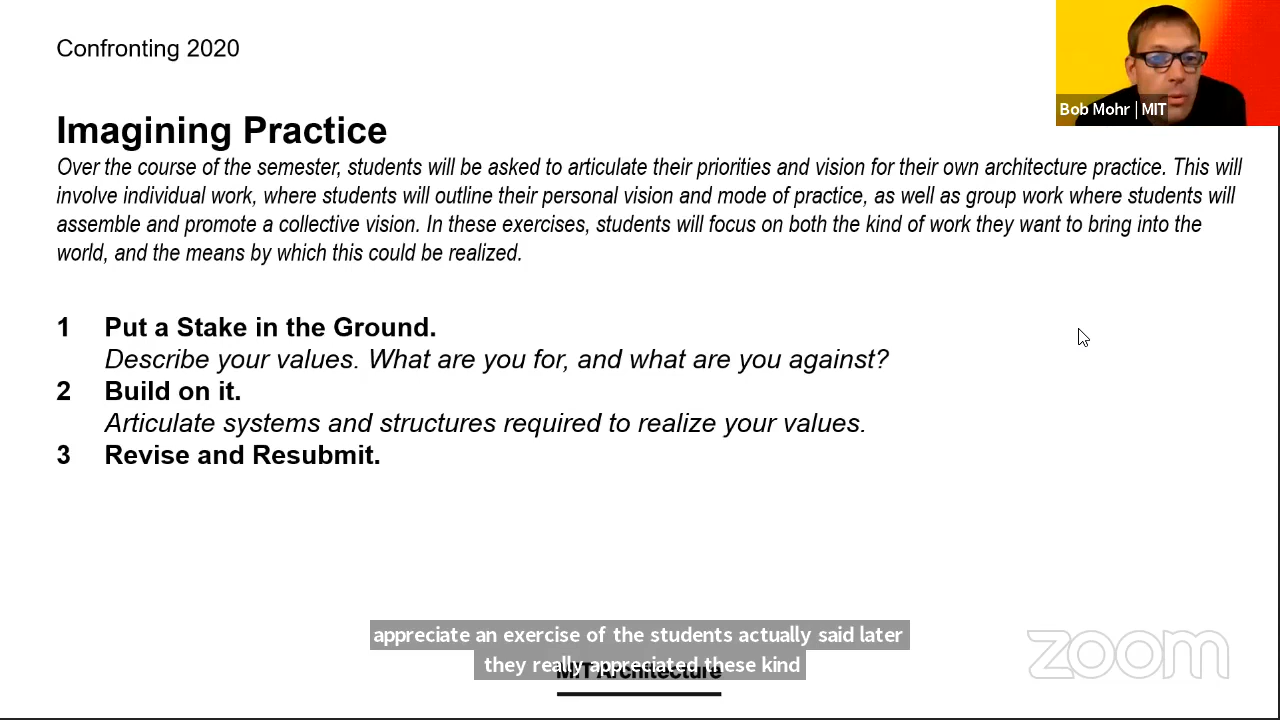 Confronting 2020
Bob Mohr | MIT
Imagining Practice
Over the course of the semester, students will be asked to articulate their priorities and vision for their own architecture practice. This will
involve individual work, where students will outline their personal vision and mode of practice, as well as group work where students will
assemble and promote a collective vision. In these exercises, students will focus on both the kind of work they want to bring into the
world, and the means by which this could be realized.
1 Put a Stake in the Ground.
Describe your values. What are you for, and what are you against?
2 Build on it.
Articulate systems and structures required to realize your values.
3 Revise and Resubmit.
appreciate an exercise of the students actually said later
they really appreciated these kind
MIT Architecture
zoom